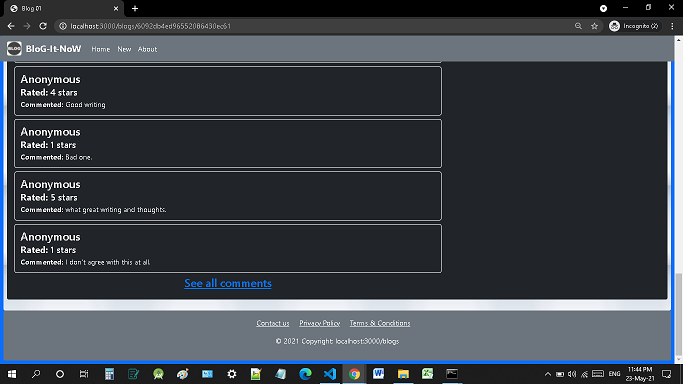 Blog 01
localhost:3000/blogs/6092db4ed96552086430ec61
Incognito (2)
BLOG BloG-It-NoW Home New About
Anonymous
Rated: 4 stars
Commented: Good writing
Anonymous
Rated: 1 stars
Commented: Bad one.
Anonymous
Rated: 5 stars
Commented: what great writing and thoughts.
Anonymous
Rated: 1 stars
Commented: I don't agree with this at all.
See all comments
Contact us Privacy Policy Terms & Conditions
© 2021 Copyright: localhost:3000/blogs
ENG
11:44 PM
23-May-21